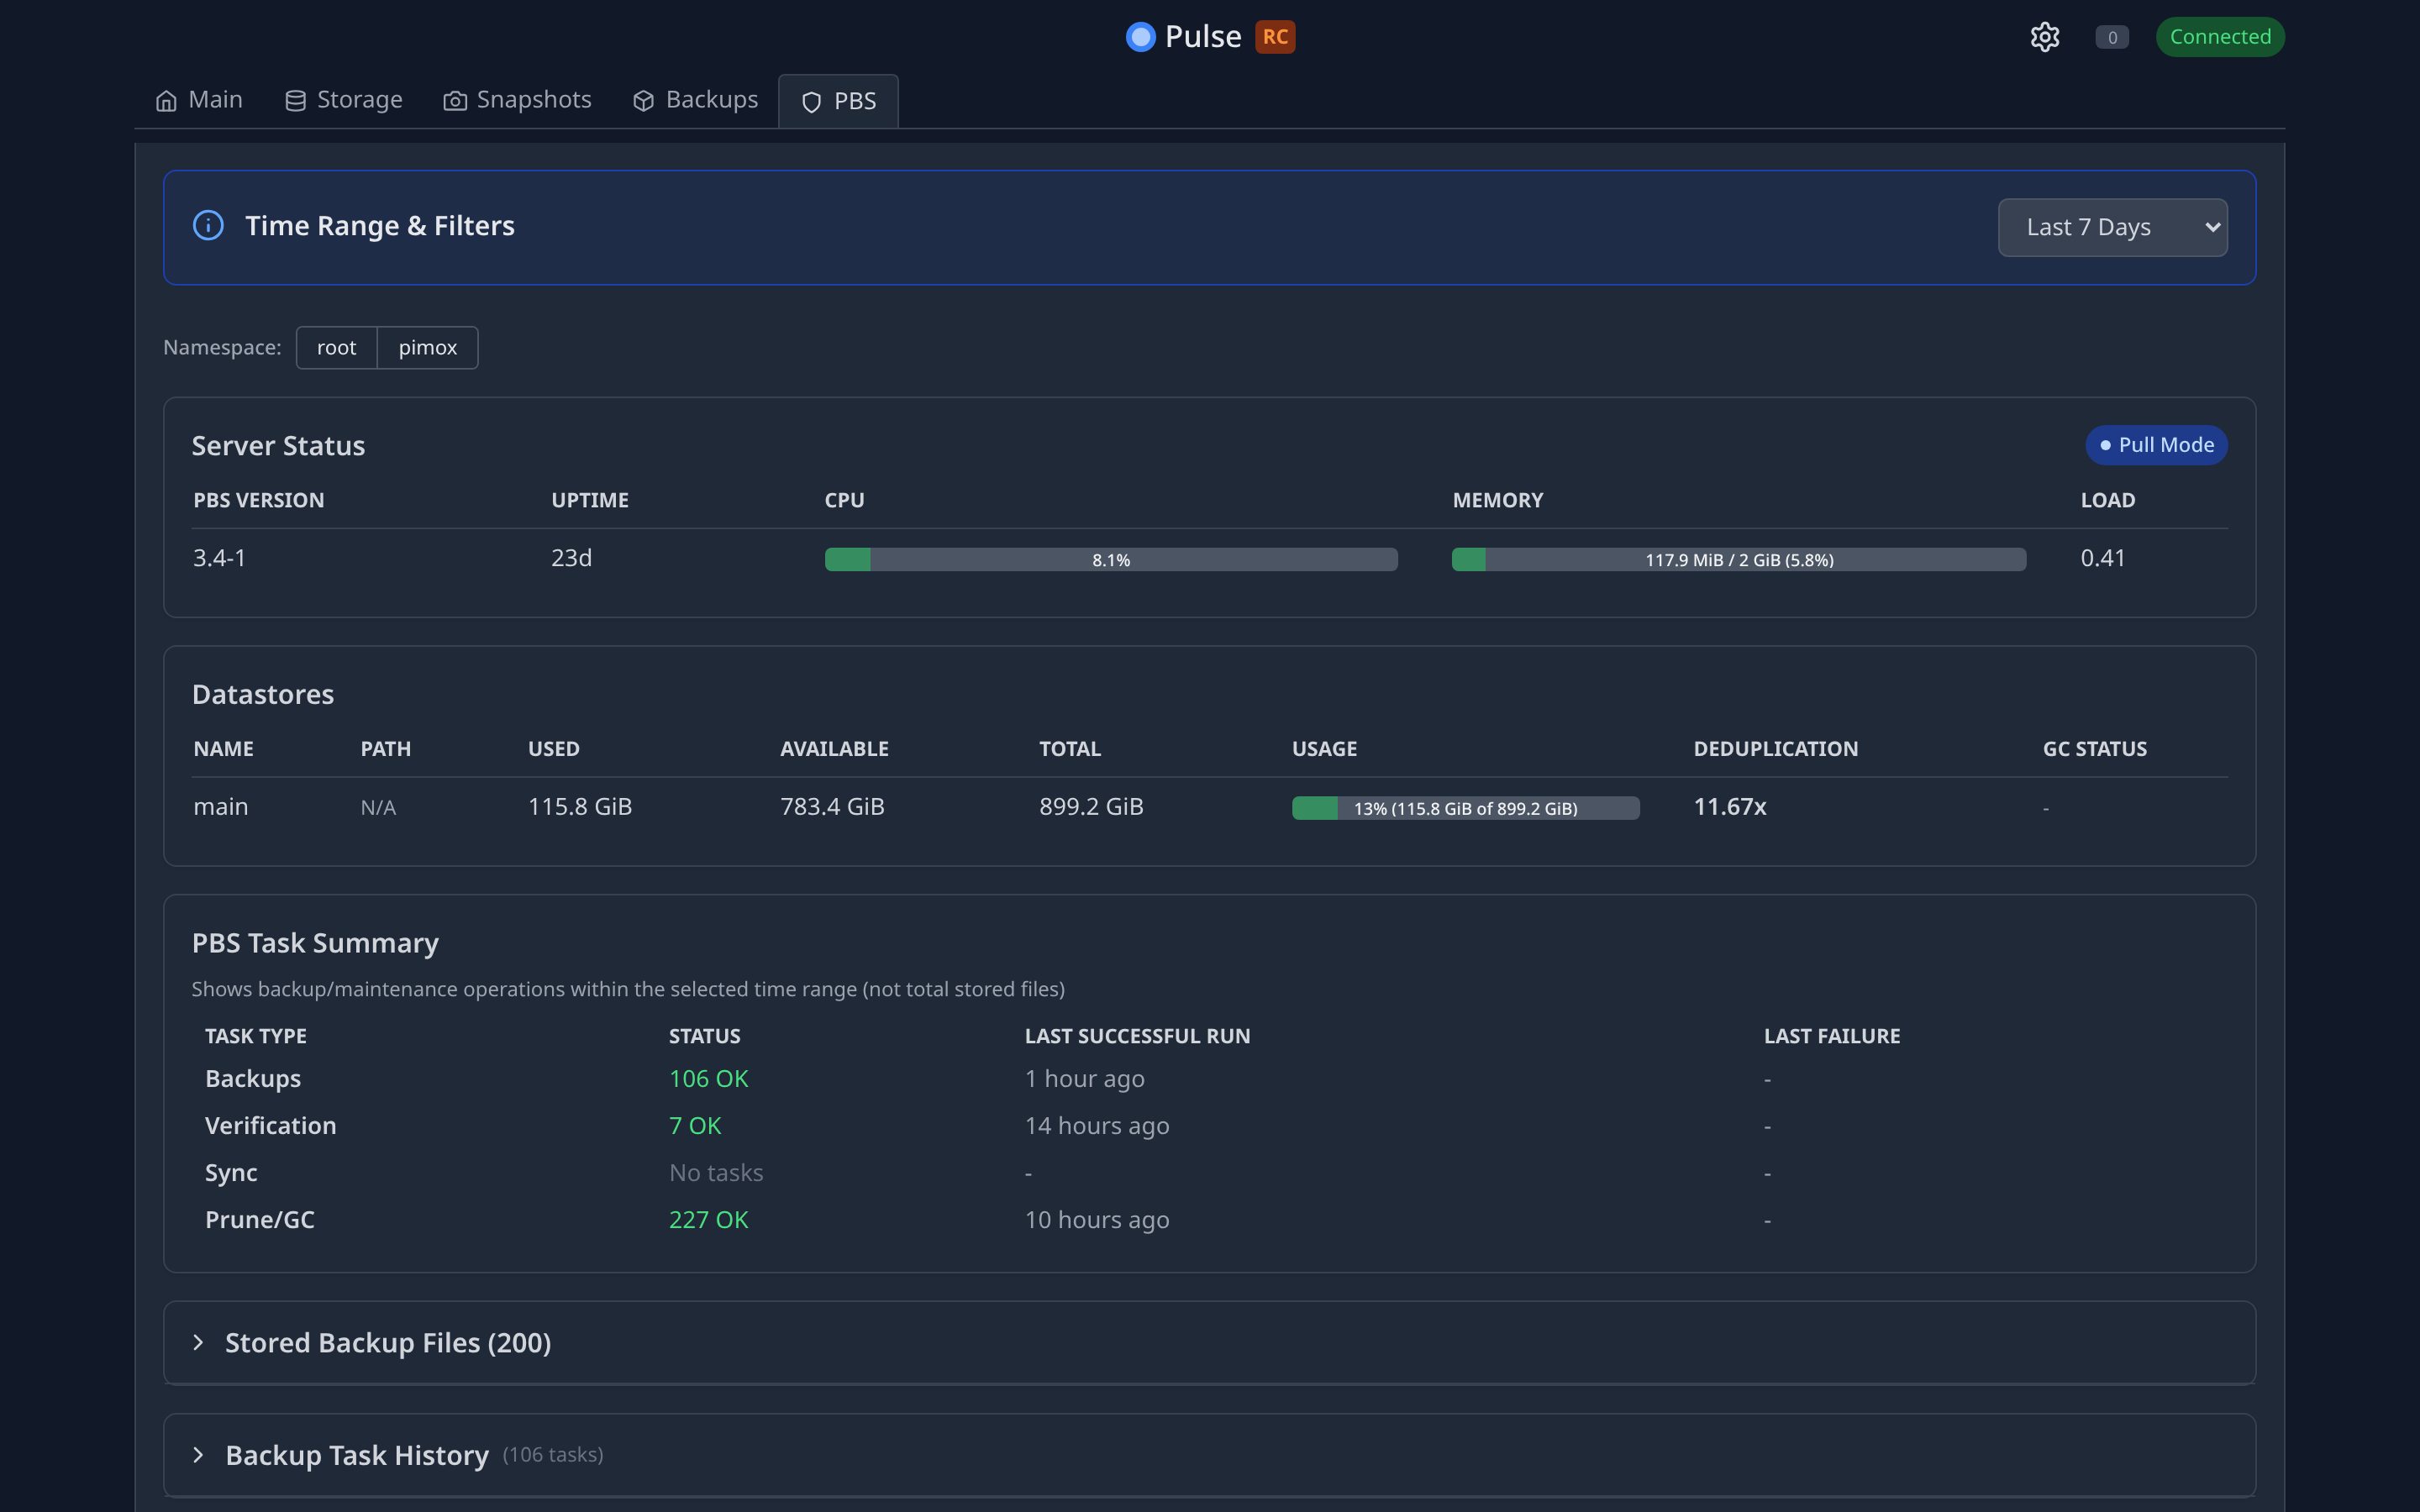 Pulse RC
0
Connected
Main Storage Snapshots Backups PBS
Time Range & Filters
Last 7 Days
Namespace: root pimox
Server Status
Pull Mode
PBS VERSION UPTIME CPU MEMORY LOAD
3.4-1 23d 8.1% 117.9 MiB / 2 GiB (5.8%) 0.41
Datastores
NAME PATH USED AVAILABLE TOTAL USAGE DEDUPLICATION GC STATUS
main N/A 115.8 GiB 783.4 GiB 899.2 GiB 13% (115.8 GiB of 899.2 GiB) 11.67x -
PBS Task Summary
Shows backup/maintenance operations within the selected time range (not total stored files)
TASK TYPE STATUS LAST SUCCESSFUL RUN LAST FAILURE
Backups 106 OK 1 hour ago -
Verification 7 OK 14 hours ago -
Sync No tasks - -
Prune/GC 227 OK 10 hours ago -
Stored Backup Files (200)
Backup Task History (106 tasks)